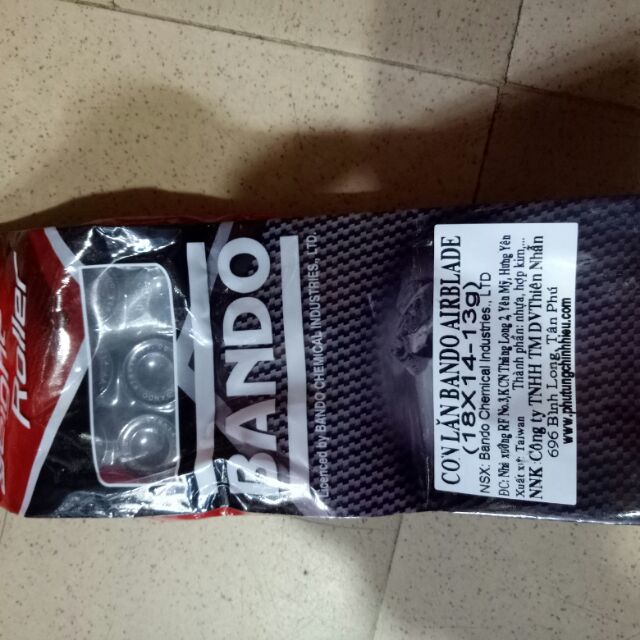 Roller
BANDO
Licenced by BANDO CHEMICAL INDUSTRIES., LTD.
CON LĂN BANDO AIRBLADE
(18X14-13g)
NSX: Bando Chemical Industries., LTD
ĐC: Nhà xưởng RF No.3,KCN Thăng Long 2, Yên Mỹ, Hưng Yên
Xuất xứ: Taiwan Thành phần: nhựa, hợp kim,...
NNK :Công ty TNHH TM DV Thiên Nhân
696 Bình Long, Tân Phú
www.phutungchinhhieu.com